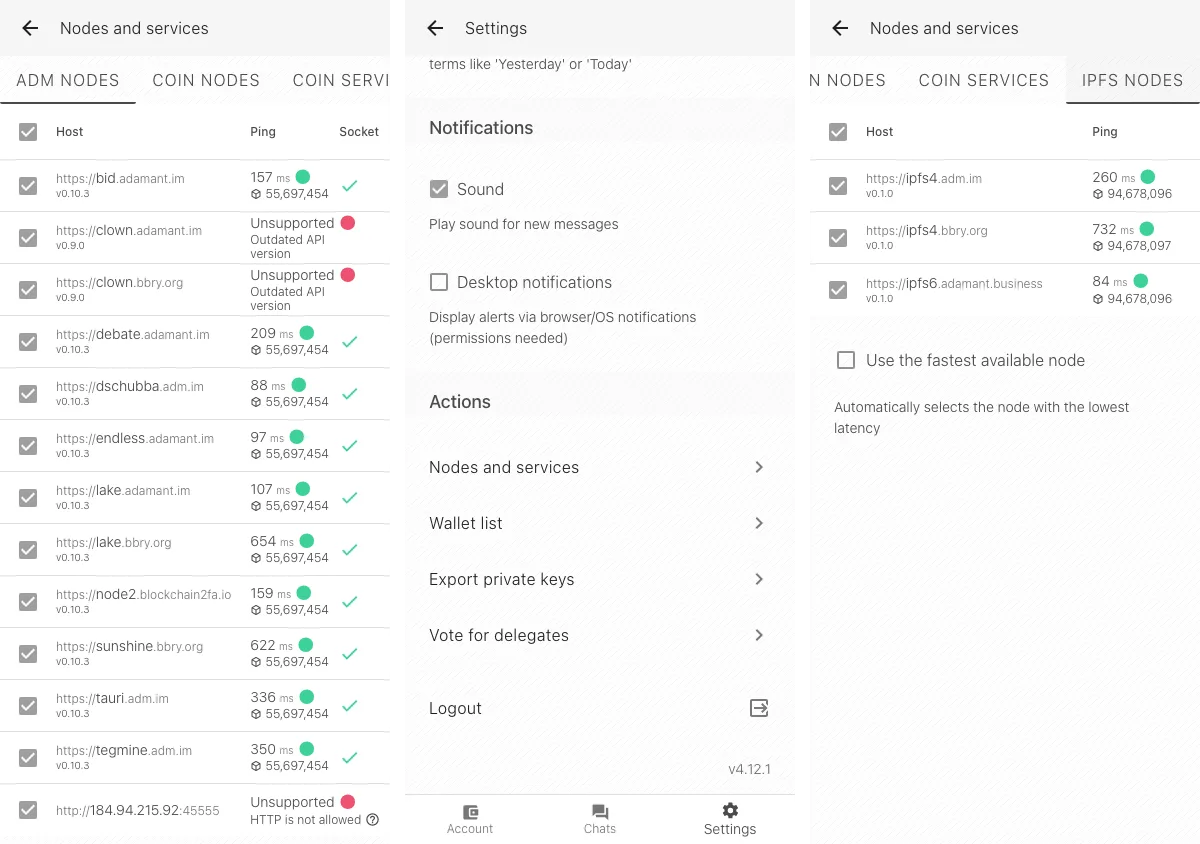 Nodes and services
ADM NODES COIN NODES COIN SERVI
Host Ping Socket
https://bid.adamant.im
v0.10.3
157 ms
55,697,454
https://clown.adamant.im
v0.9.0
Unsupported
Outdated API
version
https://clown.bbry.org
v0.9.0
Unsupported
Outdated API
version
https://debate.adamant.im
v0.10.3
209 ms
55,697,454
https://dschubba.adm.im
v0.10.3
88 ms
55,697,454
https://endless.adamant.im
v0.10.3
97 ms
55,697,454
https://lake.adamant.im
v0.10.3
107 ms
55,697,454
https://lake.bbry.org
v0.10.3
654 ms
55,697,454
https://node2.blockchain2fa.io
v0.10.3
159 ms
55,697,454
https://sunshine.bbry.org
v0.10.3
622 ms
55,697,454
https://tauri.adm.im
v0.10.3
336 ms
55,697,454
https://tegmine.adm.im
v0.10.3
350 ms
55,697,454
http://184.94.215.92:45555
Unsupported
HTTP is not allowed
Settings
terms like 'Yesterday' or 'Today'
Notifications
Sound
Play sound for new messages
Desktop notifications
Display alerts via browser/OS notifications
(permissions needed)
Actions
Nodes and services
Wallet list
Export private keys
Vote for delegates
Logout
v4.12.1
Account Chats Settings
Nodes and services
N NODES COIN SERVICES IPFS NODES
Host Ping
https://ipfs4.adm.im
v0.1.0
260 ms
94,678,096
https://ipfs4.bbry.org
v0.1.0
732 ms
94,678,097
https://ipfs6.adamant.business
v0.1.0
84 ms
94,678,096
Use the fastest available node
Automatically selects the node with the lowest
latency